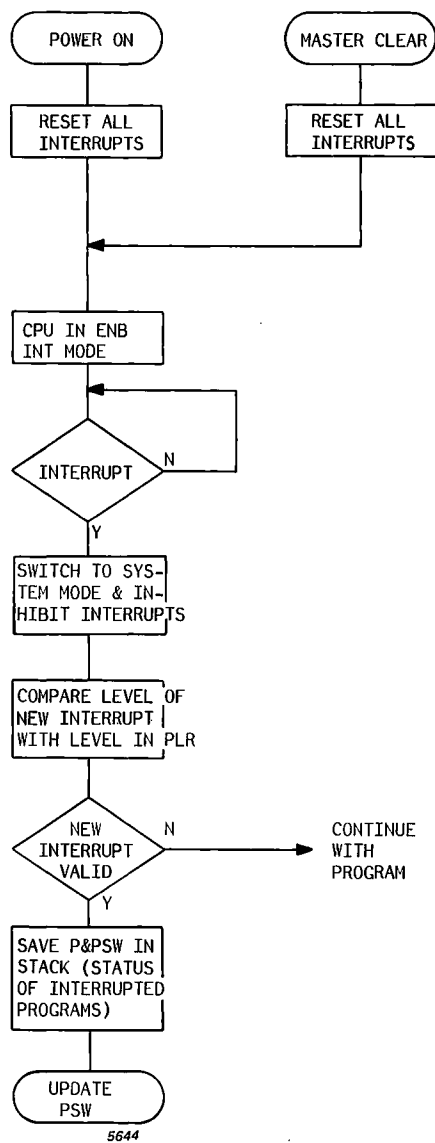 POWER ON
MASTER CLEAR
RESET ALL
INTERRUPTS
RESET ALL
INTERRUPTS
CPU IN ENB
INT MODE
INTERRUPT
N
Y
SWITCH TO SYS-
TEM MODE & IN-
HIBIT INTERRUPTS
COMPARE LEVEL OF
NEW INTERRUPT
WITH LEVEL IN PLR
NEW
INTERRUPT
VALID
N
Y
CONTINUE
WITH
PROGRAM
SAVE P&PSW IN
STACK (STATUS
OF INTERRUPTED
PROGRAMS)
UPDATE
PSW
5644